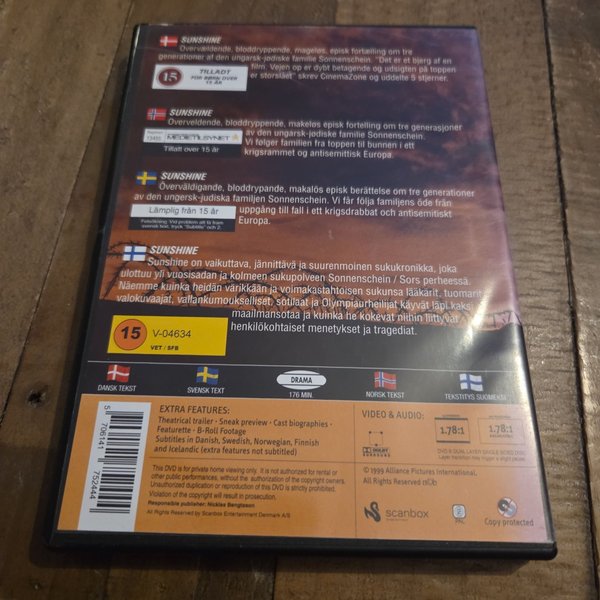 SUNSHINE
Overvældende, bloddryppende, mageløs, episk fortælling om tre
generationer af den ungarsk-jødiske familie Sonnenschein. "Det er et bjerg af en
film. Vejen op er dybt betagende og udsigten på toppen
er storslået" skrev CinemaZone og uddelte 5 stjerner.
15
TILLADT
FOR BØRN OVER
15 ÅR
SUNSHINE
Overveldende, bloddryppende, makeløs episk fortelling om tre generasjoner
av den ungarsk-jødiske familie Sonnenschein.
Vi følger familien fra toppen til bunnen i ett
krigsrammet og antisemittisk Europa.
MEDIETILSYNET
Tillatt over 15 år
SUNSHINE
Överväldigande, bloddrypande, makalös episk berättelse om tre generationer
av den ungersk-judiska familjen Sonnenschein. Vi får följa familjens öde från
uppgång till fall i ett krigsdrabbat och antisemitiskt
Europa.
Lämplig från 15 år
SUNSHINE
Sunshine on vaikuttava, jännittävä ja suurenmoinen sukukronikka, joka
ulottuu yli vuosisadan ja kolmeen sukupolveen Sonnenschein / Sors perheessä.
Näemme kuinka heidän värikkään ja voimakastahtoisen sukunsa lääkärit, tuomarit
valokuvaajat, vallankumoukselliset, sotilaat ja Olympiaurheilijat käyvät läpi kaksi
maailmansotaa ja kuinka he kokevat niihin liittyvät
henkilökohtaiset menetykset ja tragediat.
15
V-04634
VET / SFB
DANSK TEKST
SVENSK TEXT
DRAMA
176 MIN.
NORSK TEKST
TEKSTITYS SUOMEKSI
EXTRA FEATURES:
Theatrical trailer • Sneak preview • Cast biographies •
Featurette • B-Roll Footage
Subtitles in Danish, Swedish, Norwegian, Finnish
and Icelandic (extra features not subtitled)
This DVD is for private home viewing only. It is not authorized for rental or
other public performances, without the authorization of the copyright owners.
Unauthorized duplication or reproduction of this DVD is strictly prohibited.
Violation of the copyright will result in prosecution.
Responsible publisher: Nicklas Bengtsson
All Rights Reserved by Scanbox Entertainment Denmark A/S
5 706141 752444
VIDEO & AUDIO:
DOLBY
SURROUND
1.78:1
1.78:1
© 1999 Alliance Pictures International.
All Rights Reserved
scanbox
PAL
Copy protected